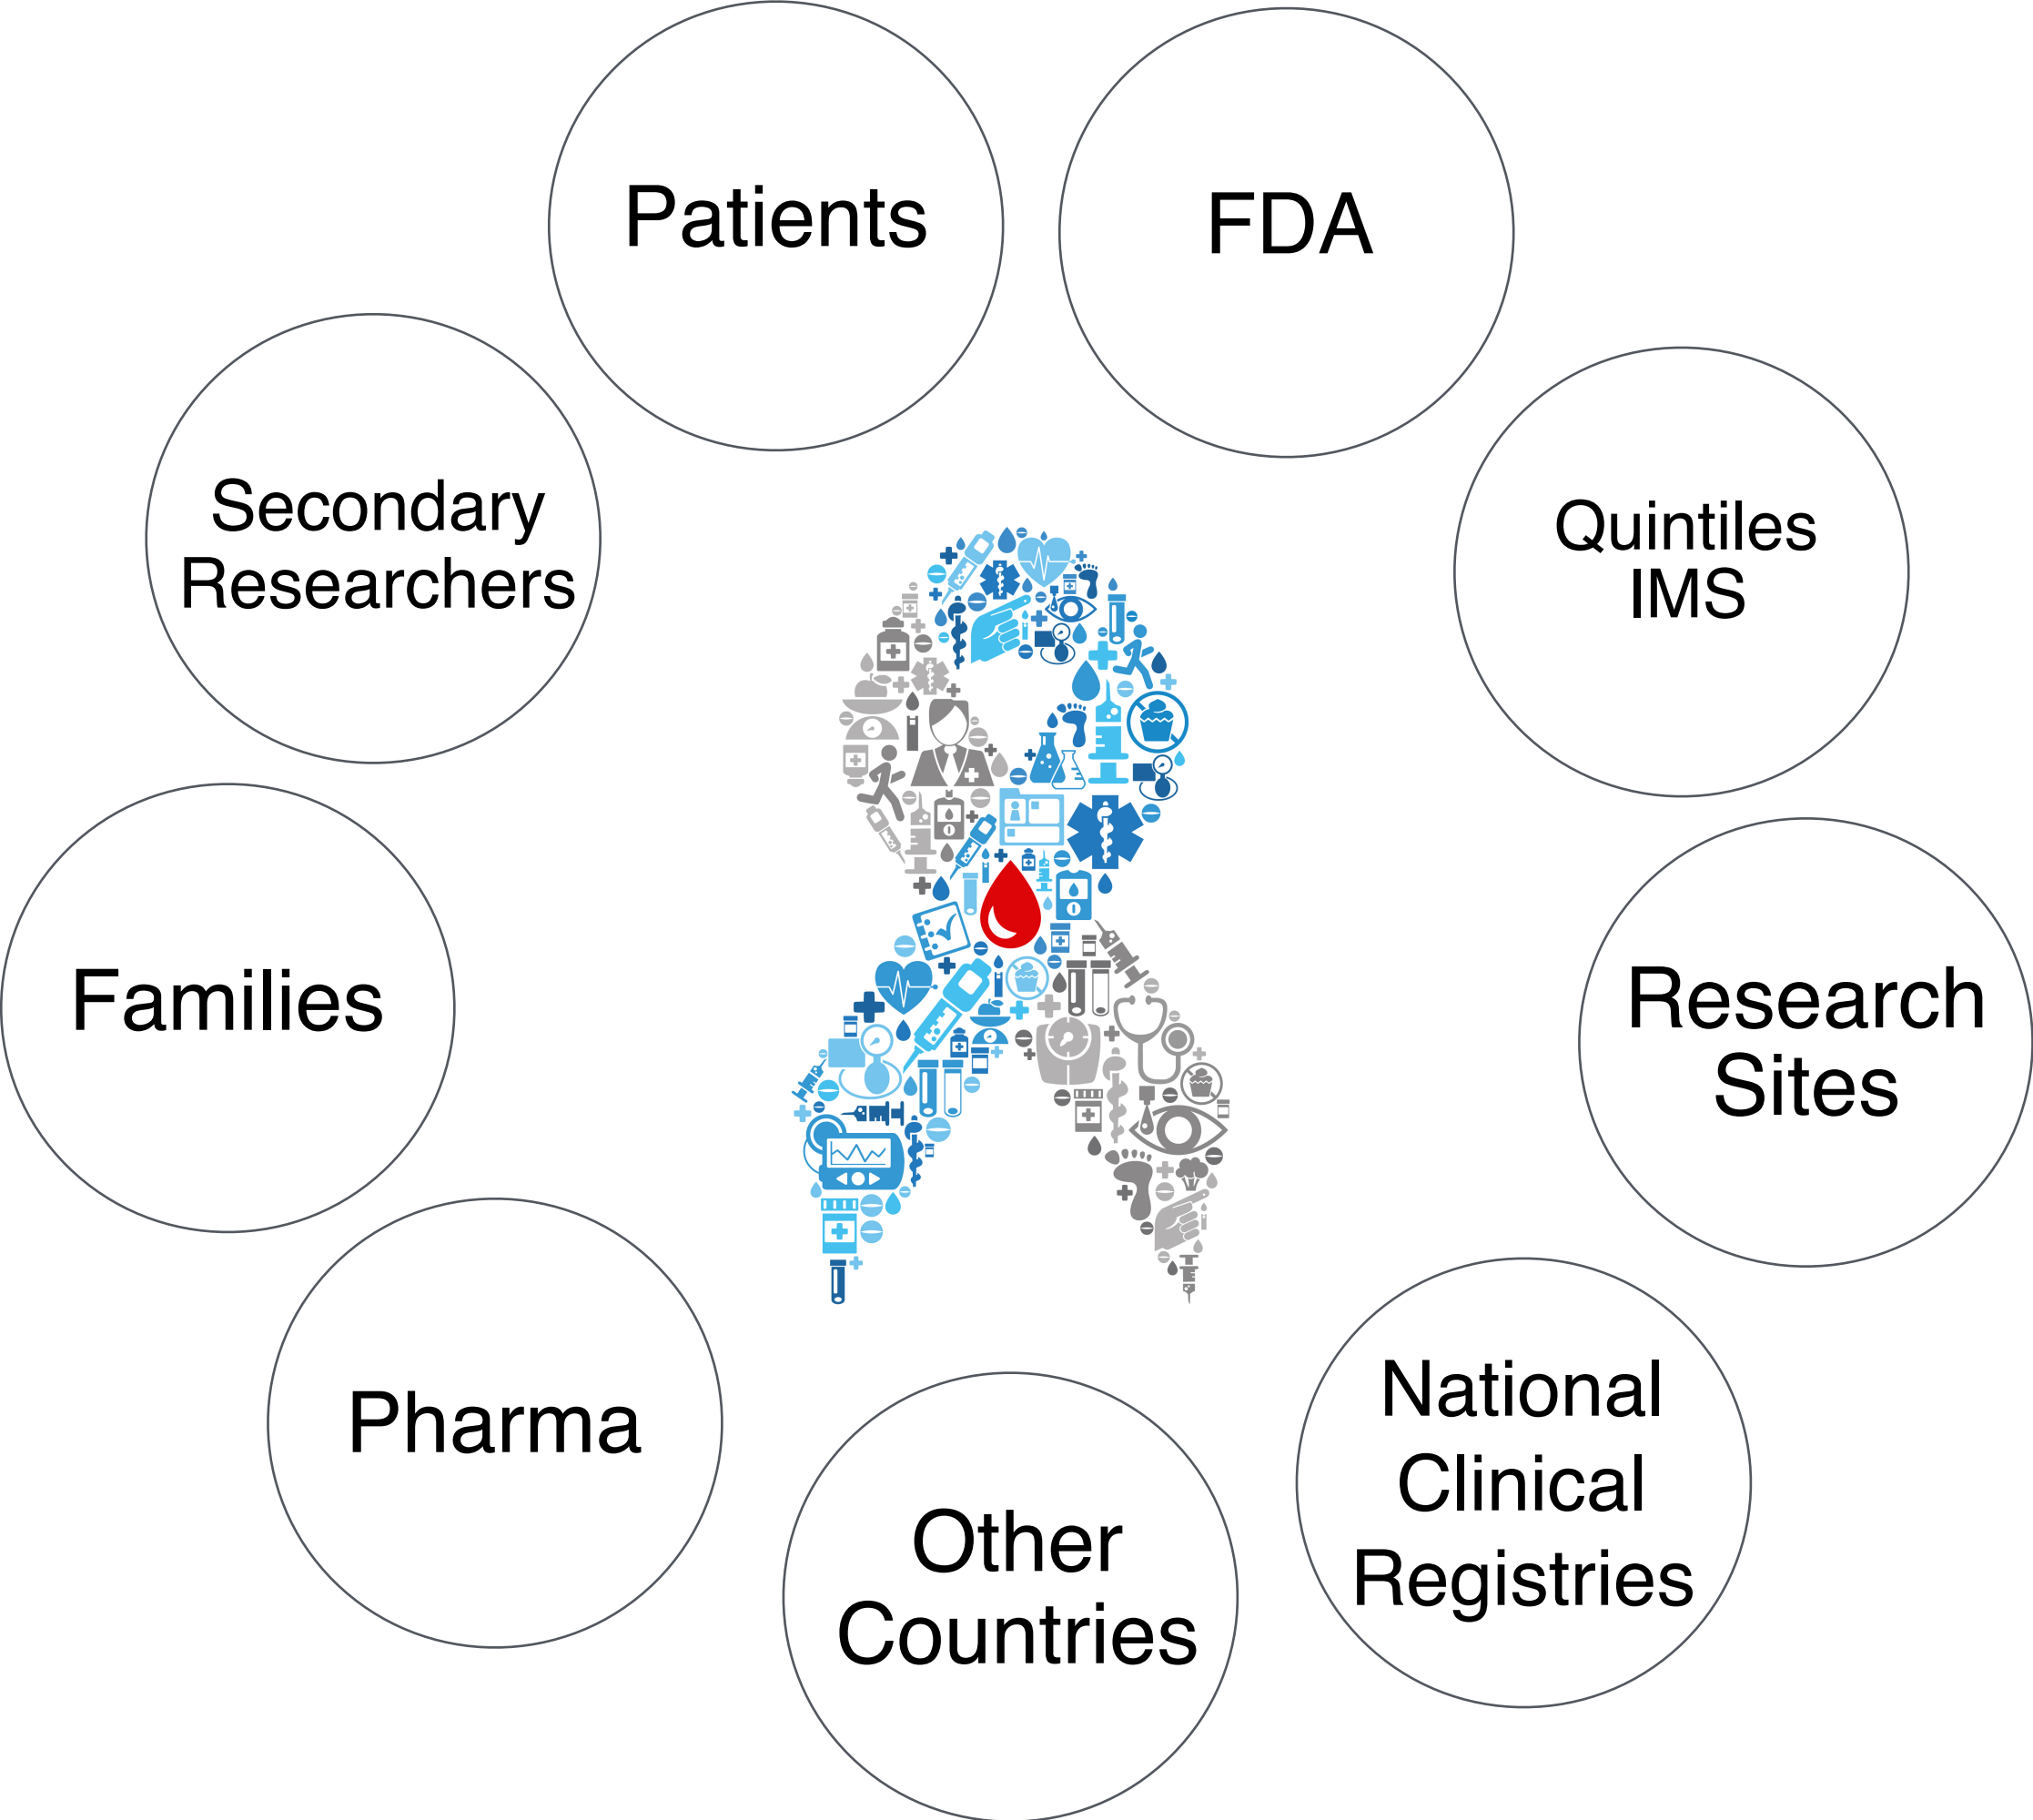 Patients
FDA
Secondary
Researchers
Quintiles
IMS
Families
Research
Sites
Pharma
National
Clinical
Registries
Other
Countries